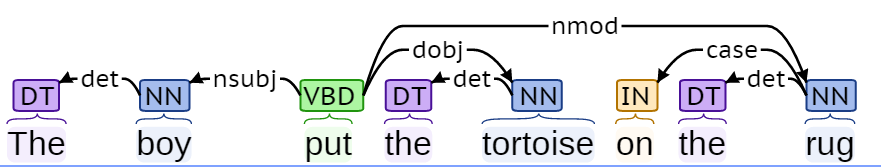 nmod
dobj case
det nsubj det det
DT NN VBD DT NN IN DT NN
The boy put the tortoise on the rug